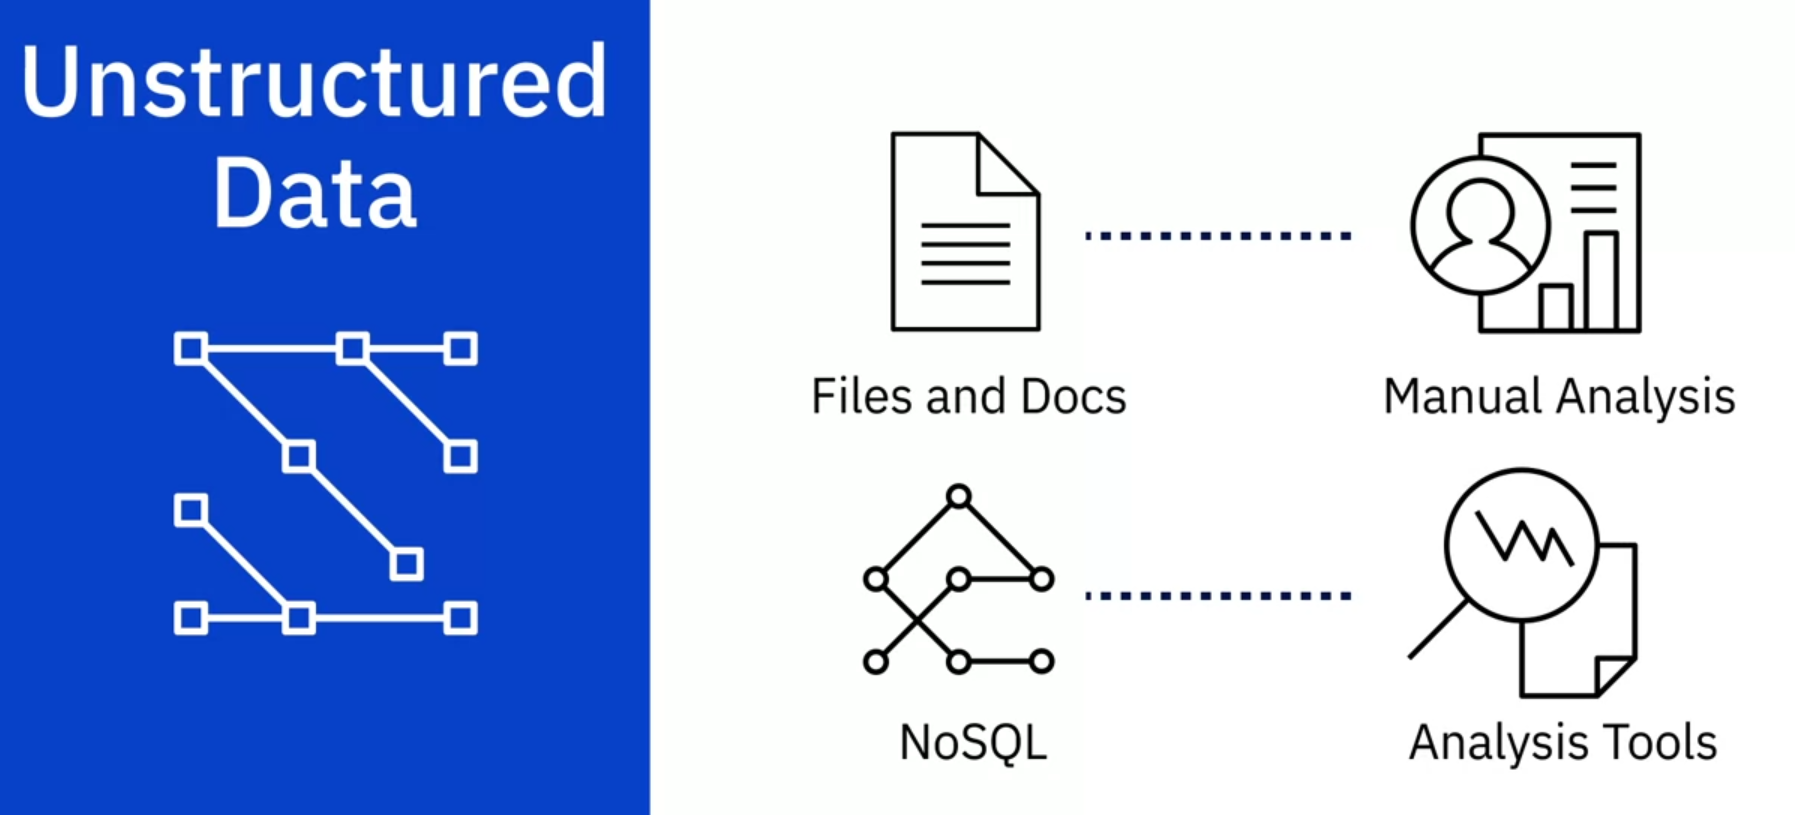 Unstructured
Data
Files and Docs
Manual Analysis
NoSQL
Analysis Tools